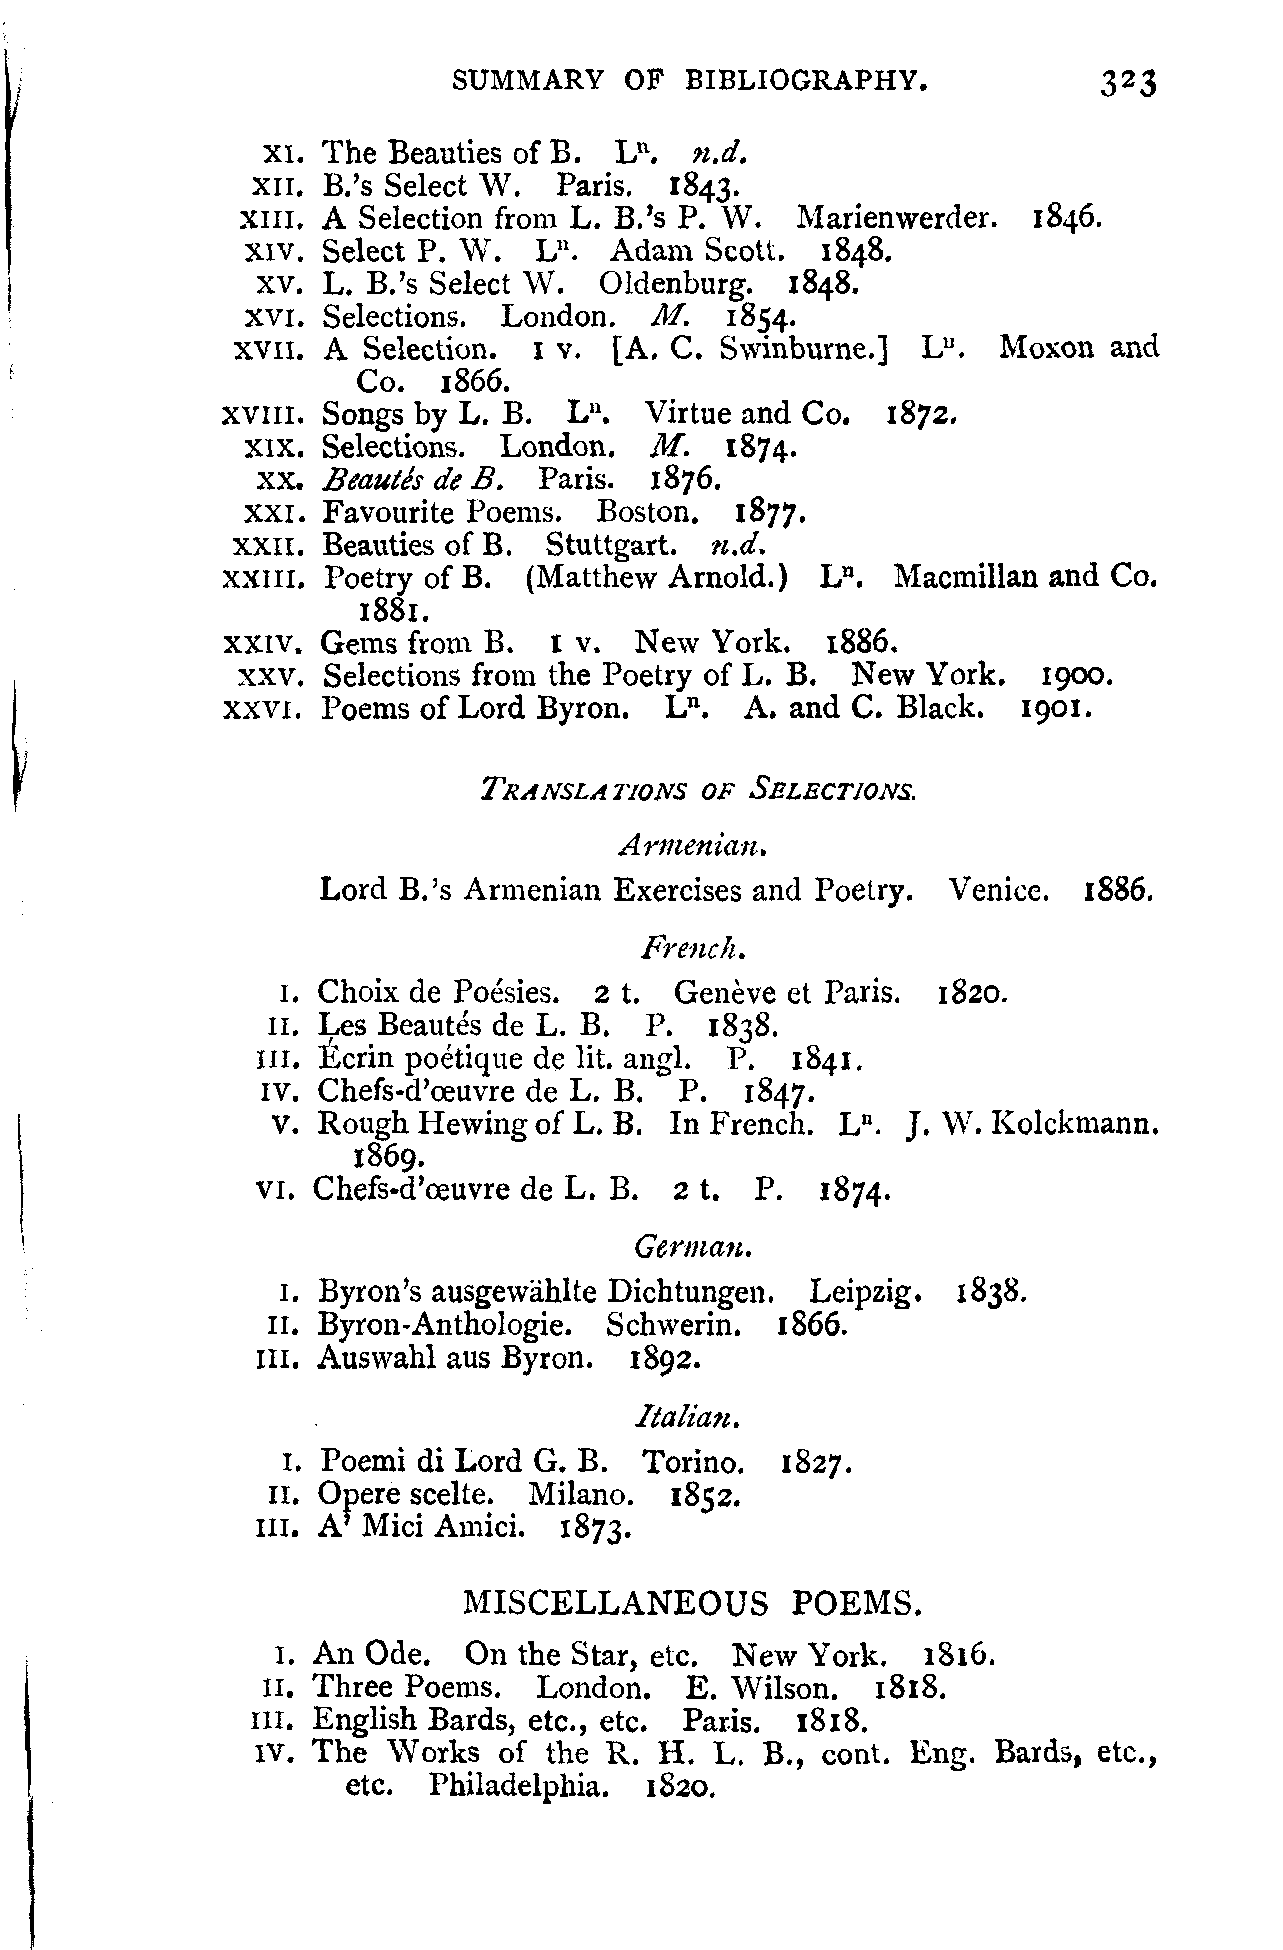 SUMMARY OF BIBLIOGRAPHY. 323
XI. The Beauties of B. Lⁿ. n.d.
XII. B.'s Select W. Paris. 1843.
XIII. A Selection from L. B.'s P. W. Marienwerder. 1846.
XIV. Select P. W. Lⁿ. Adam Scott. 1848.
XV. L. B.'s Select W. Oldenburg. 1848.
XVI. Selections. London. M. 1854.
XVII. A Selection. 1 v. [A. C. Swinburne.] Lⁿ. Moxon and
Co. 1866.
XVIII. Songs by L. B. Lⁿ. Virtue and Co. 1872.
XIX. Selections. London. M. 1874.
XX. Beautés de B. Paris. 1876.
XXI. Favourite Poems. Boston. 1877.
XXII. Beauties of B. Stuttgart. n.d.
XXIII. Poetry of B. (Matthew Arnold.) Lⁿ. Macmillan and Co.
1881.
XXIV. Gems from B. 1 v. New York. 1886.
XXV. Selections from the Poetry of L. B. New York. 1900.
XXVI. Poems of Lord Byron. Lⁿ. A. and C. Black. 1901.
TRANSLATIONS OF SELECTIONS.
Armenian.
Lord B.'s Armenian Exercises and Poetry. Venice. 1886.
French.
I. Choix de Poésies. 2 t. Genève et Paris. 1820.
II. Les Beautés de L. B. P. 1838.
III. Écrin poétique de lit. angl. P. 1841.
IV. Chefs-d'œuvre de L. B. P. 1847.
V. Rough Hewing of L. B. In French. Lⁿ. J. W. Kolckmann.
1869.
VI. Chefs-d'œuvre de L. B. 2 t. P. 1874.
German.
I. Byron's ausgewählte Dichtungen. Leipzig. 1838.
II. Byron-Anthologie. Schwerin. 1866.
III. Auswahl aus Byron. 1892.
Italian.
I. Poemi di Lord G. B. Torino. 1827.
II. Opere scelte. Milano. 1852.
III. A' Mici Amici. 1873.
MISCELLANEOUS POEMS.
I. An Ode. On the Star, etc. New York. 1816.
II. Three Poems. London. E. Wilson. 1818.
III. English Bards, etc., etc. Paris. 1818.
IV. The Works of the R. H. L. B., cont. Eng. Bards, etc.,
etc. Philadelphia. 1820.